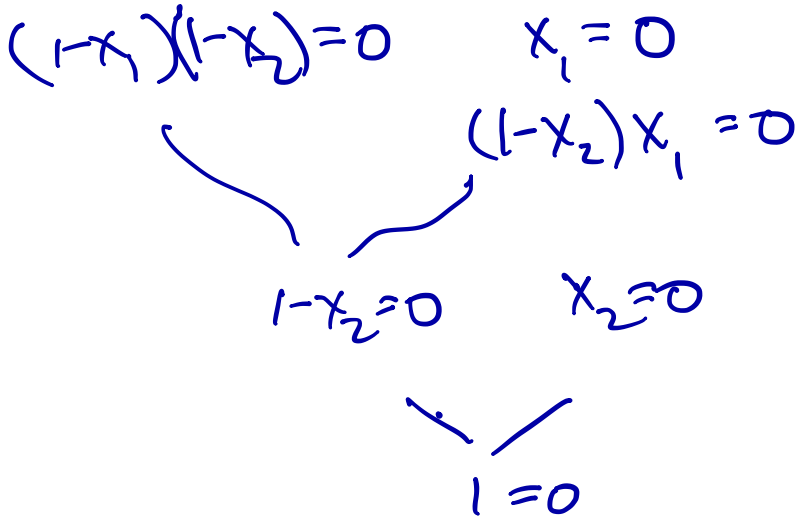 (1-x₁)(1-x₂)=0
x₁ = 0
(1-x₂)x₁ = 0
1-x₂=0
x₂=0
1=0